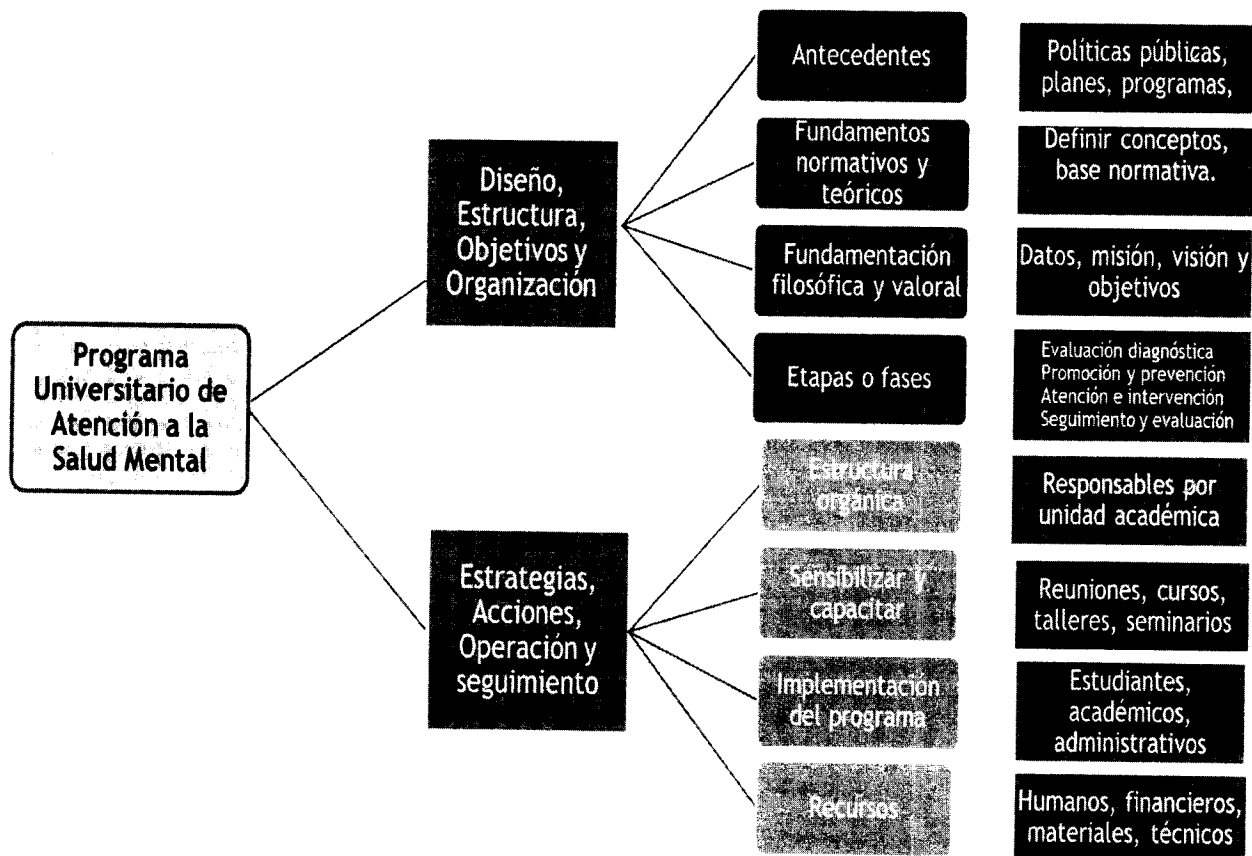 Programa
Universitario de
Atención a la
Salud Mental
Diseño,
Estructura,
Objetivos y
Organización
Antecedentes
Políticas públicas,
planes, programas,
Fundamentos
normativos y
teóricos
Definir conceptos,
base normativa.
Fundamentación
filosófica y valoral
Datos, misión, visión y
objetivos
Etapas o fases
Evaluación diagnóstica
Promoción y prevención
Atención e intervención
Seguimiento y evaluación
Estrategias,
Acciones,
Operación y
seguimiento
Estructura
orgánica
Responsables por
unidad académica
Sensibilizar y
capacitar
Reuniones, cursos,
talleres, seminarios
Implementación
del programa
Estudiantes,
académicos,
administrativos
Recursos
Humanos, financieros,
materiales, técnicos